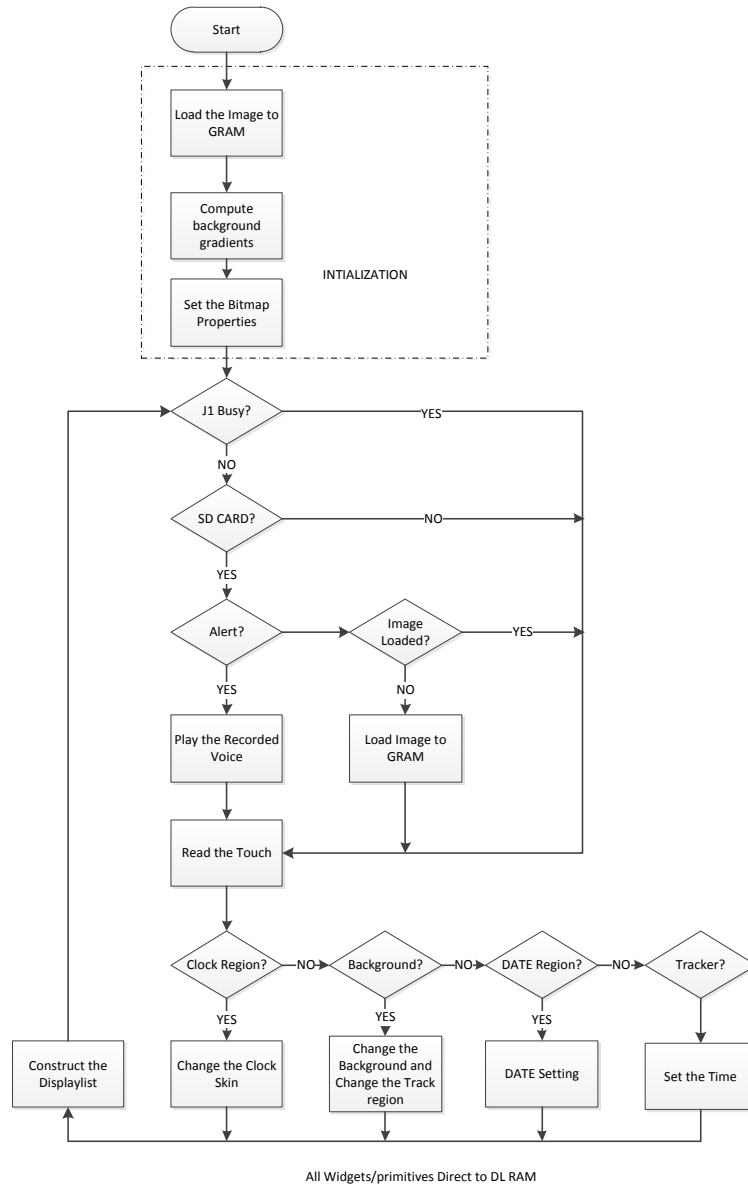 Start
Load the Image to
GRAM
Compute
background
gradients
INTIALIZATION
Set the Bitmap
Properties
J1 Busy?
YES
NO
SD CARD?
NO
YES
Alert?
Image
Loaded?
YES
YES
NO
Play the Recorded
Voice
Load Image to
GRAM
Read the Touch
Clock Region?
NO
Background?
NO
DATE Region?
NO
Tracker?
YES
YES
YES
Construct the
Displaylist
Change the Clock
Skin
Change the
Background and
Change the Track
region
DATE Setting
Set the Time
All Widgets/primitives Direct to DL RAM